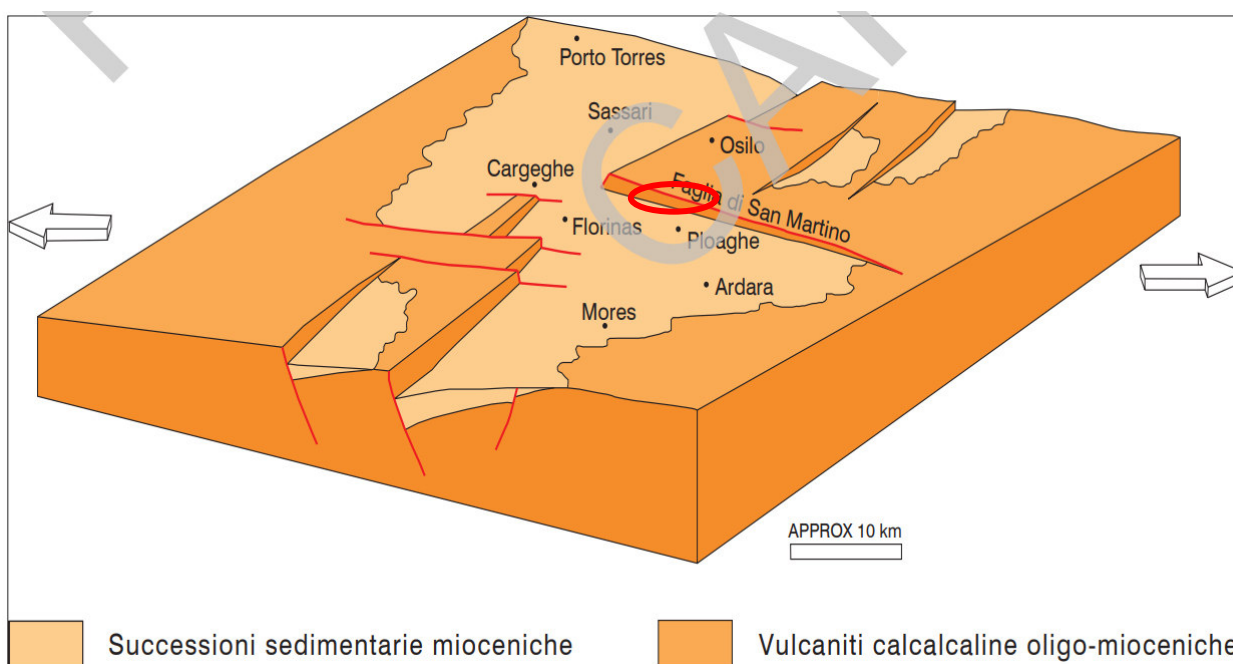 Porto Torres
Sassari
Osilo
Cargeghe
Faglia di San Martino
Florinas
Ploaghe
Ardara
Mores
APPROX 10 km
Successioni sedimentarie mioceniche
Vulcaniti calcalcaline oligo-mioceniche